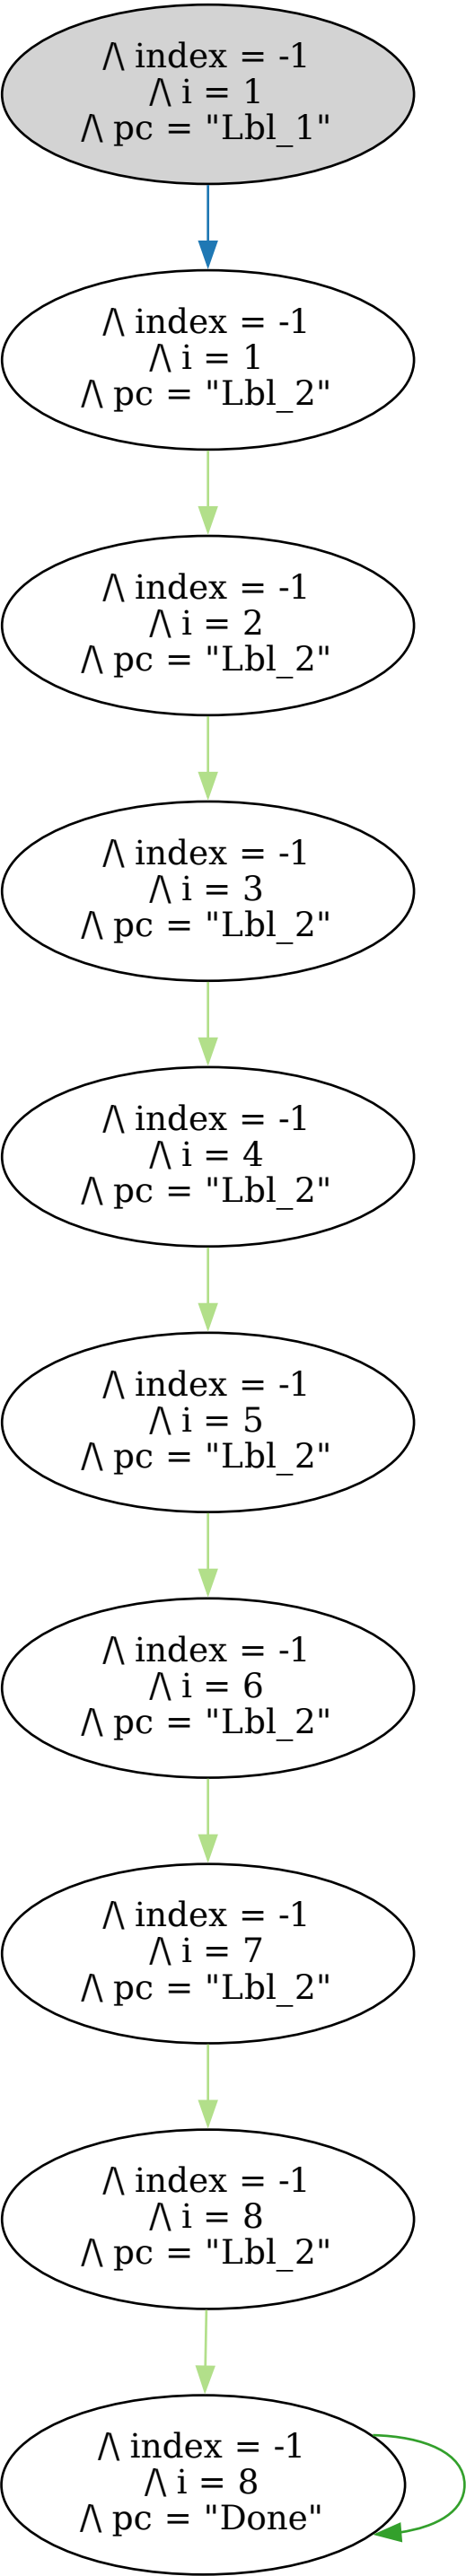 /\ index = -1
/\ i = 1
/\ pc = "Lbl_1"
/\ index = -1
/\ i = 1
/\ pc = "Lbl_2"
/\ index = -1
/\ i = 2
/\ pc = "Lbl_2"
/\ index = -1
/\ i = 3
/\ pc = "Lbl_2"
/\ index = -1
/\ i = 4
/\ pc = "Lbl_2"
/\ index = -1
/\ i = 5
/\ pc = "Lbl_2"
/\ index = -1
/\ i = 6
/\ pc = "Lbl_2"
/\ index = -1
/\ i = 7
/\ pc = "Lbl_2"
/\ index = -1
/\ i = 8
/\ pc = "Lbl_2"
/\ index = -1
/\ i = 8
/\ pc = "Done"